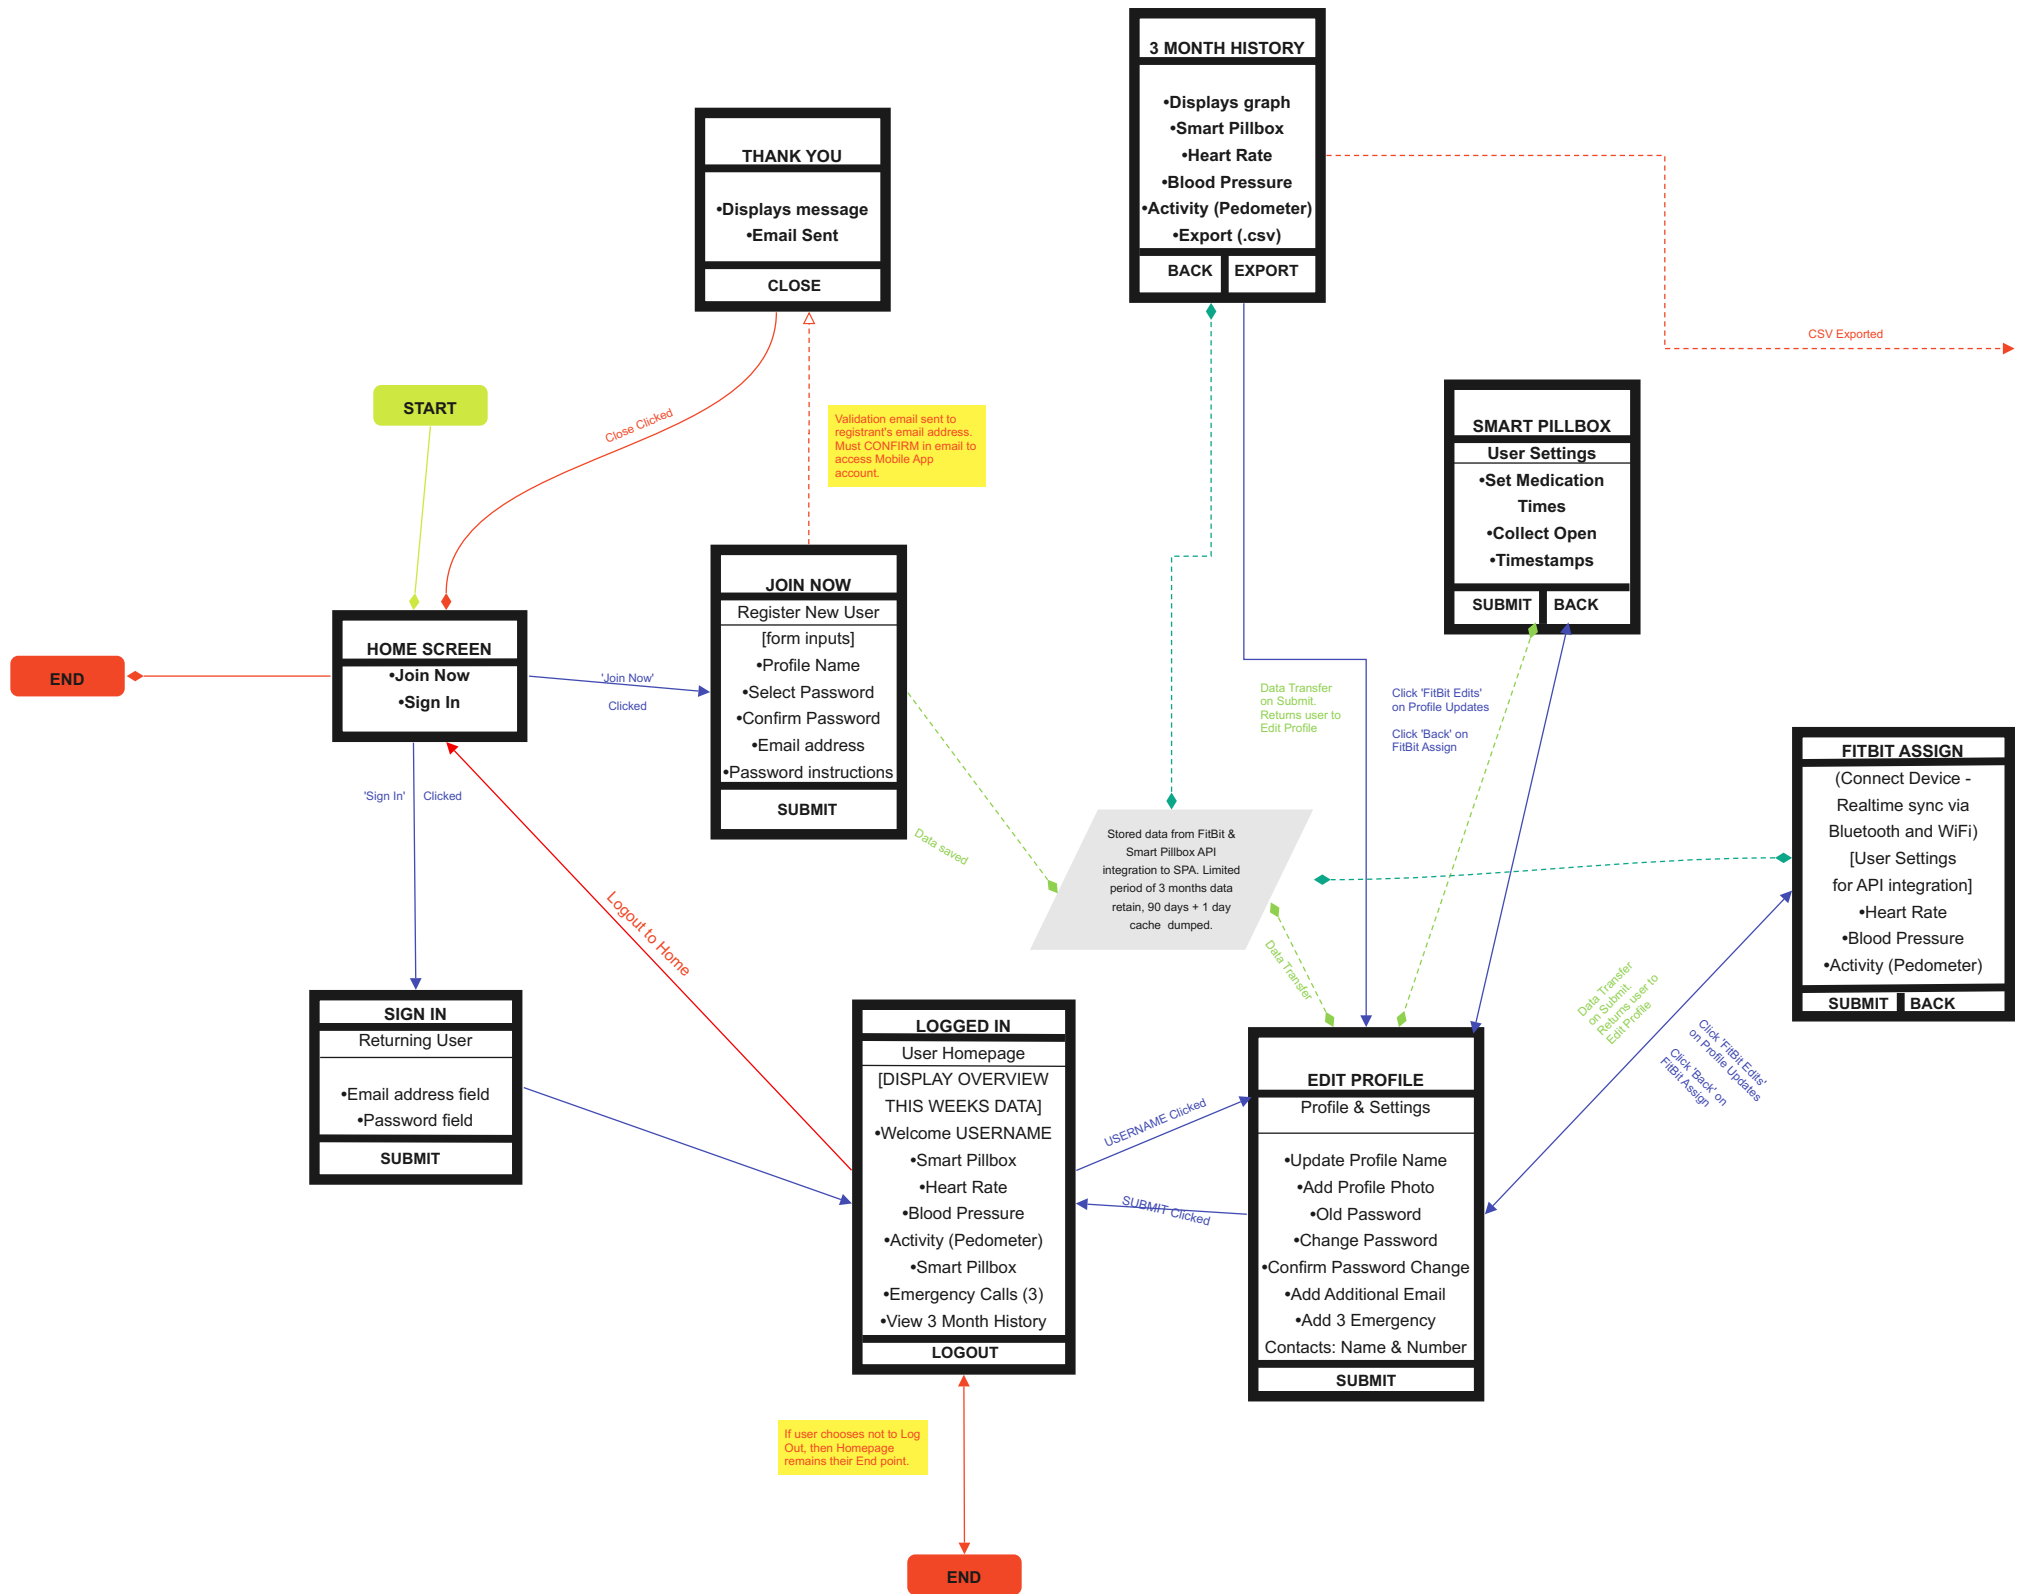 3 MONTH HISTORY
•Displays graph
•Smart Pillbox
•Heart Rate
•Blood Pressure
•Activity (Pedometer)
•Export (.csv)
BACK
EXPORT
THANK YOU
•Displays message
•Email Sent
CLOSE
CSV Exported
START
Close Clicked
Validation email sent to
registrant's email address.
Must CONFIRM in email to
access Mobile App
account.
SMART PILLBOX
User Settings
•Set Medication
Times
•Collect Open
•Timestamps
SUBMIT
BACK
JOIN NOW
Register New User
[form inputs]
•Profile Name
•Select Password
•Confirm Password
•Email address
•Password instructions
SUBMIT
HOME SCREEN
•Join Now
•Sign In
END
'Join Now'
Clicked
Data Transfer
on Submit.
Returns user to
Edit Profile
Click 'FitBit Edits'
on Profile Updates
Click 'Back' on
FitBit Assign
FITBIT ASSIGN
(Connect Device -
Realtime sync via
Bluetooth and WiFi)
[User Settings
for API integration]
•Heart Rate
•Blood Pressure
•Activity (Pedometer)
SUBMIT
BACK
'Sign In'
Clicked
Data saved
Stored data from FitBit &
Smart Pillbox API
integration to SPA. Limited
period of 3 months data
retain, 90 days + 1 day
cache dumped.
Logout to Home
Data Transfer
Data Transfer
on Submit.
Returns user to
Edit Profile
Click 'FitBit Edits'
on Profile Updates
Click 'Back' on
FitBit Assign
SIGN IN
Returning User
•Email address field
•Password field
SUBMIT
LOGGED IN
User Homepage
[DISPLAY OVERVIEW
THIS WEEKS DATA]
•Welcome USERNAME
•Smart Pillbox
•Heart Rate
•Blood Pressure
•Activity (Pedometer)
•Smart Pillbox
•Emergency Calls (3)
•View 3 Month History
LOGOUT
USERNAME Clicked
SUBMIT Clicked
EDIT PROFILE
Profile & Settings
•Update Profile Name
•Add Profile Photo
•Old Password
•Change Password
•Confirm Password Change
•Add Additional Email
•Add 3 Emergency
Contacts: Name & Number
SUBMIT
If user chooses not to Log
Out, then Homepage
remains their End point.
END